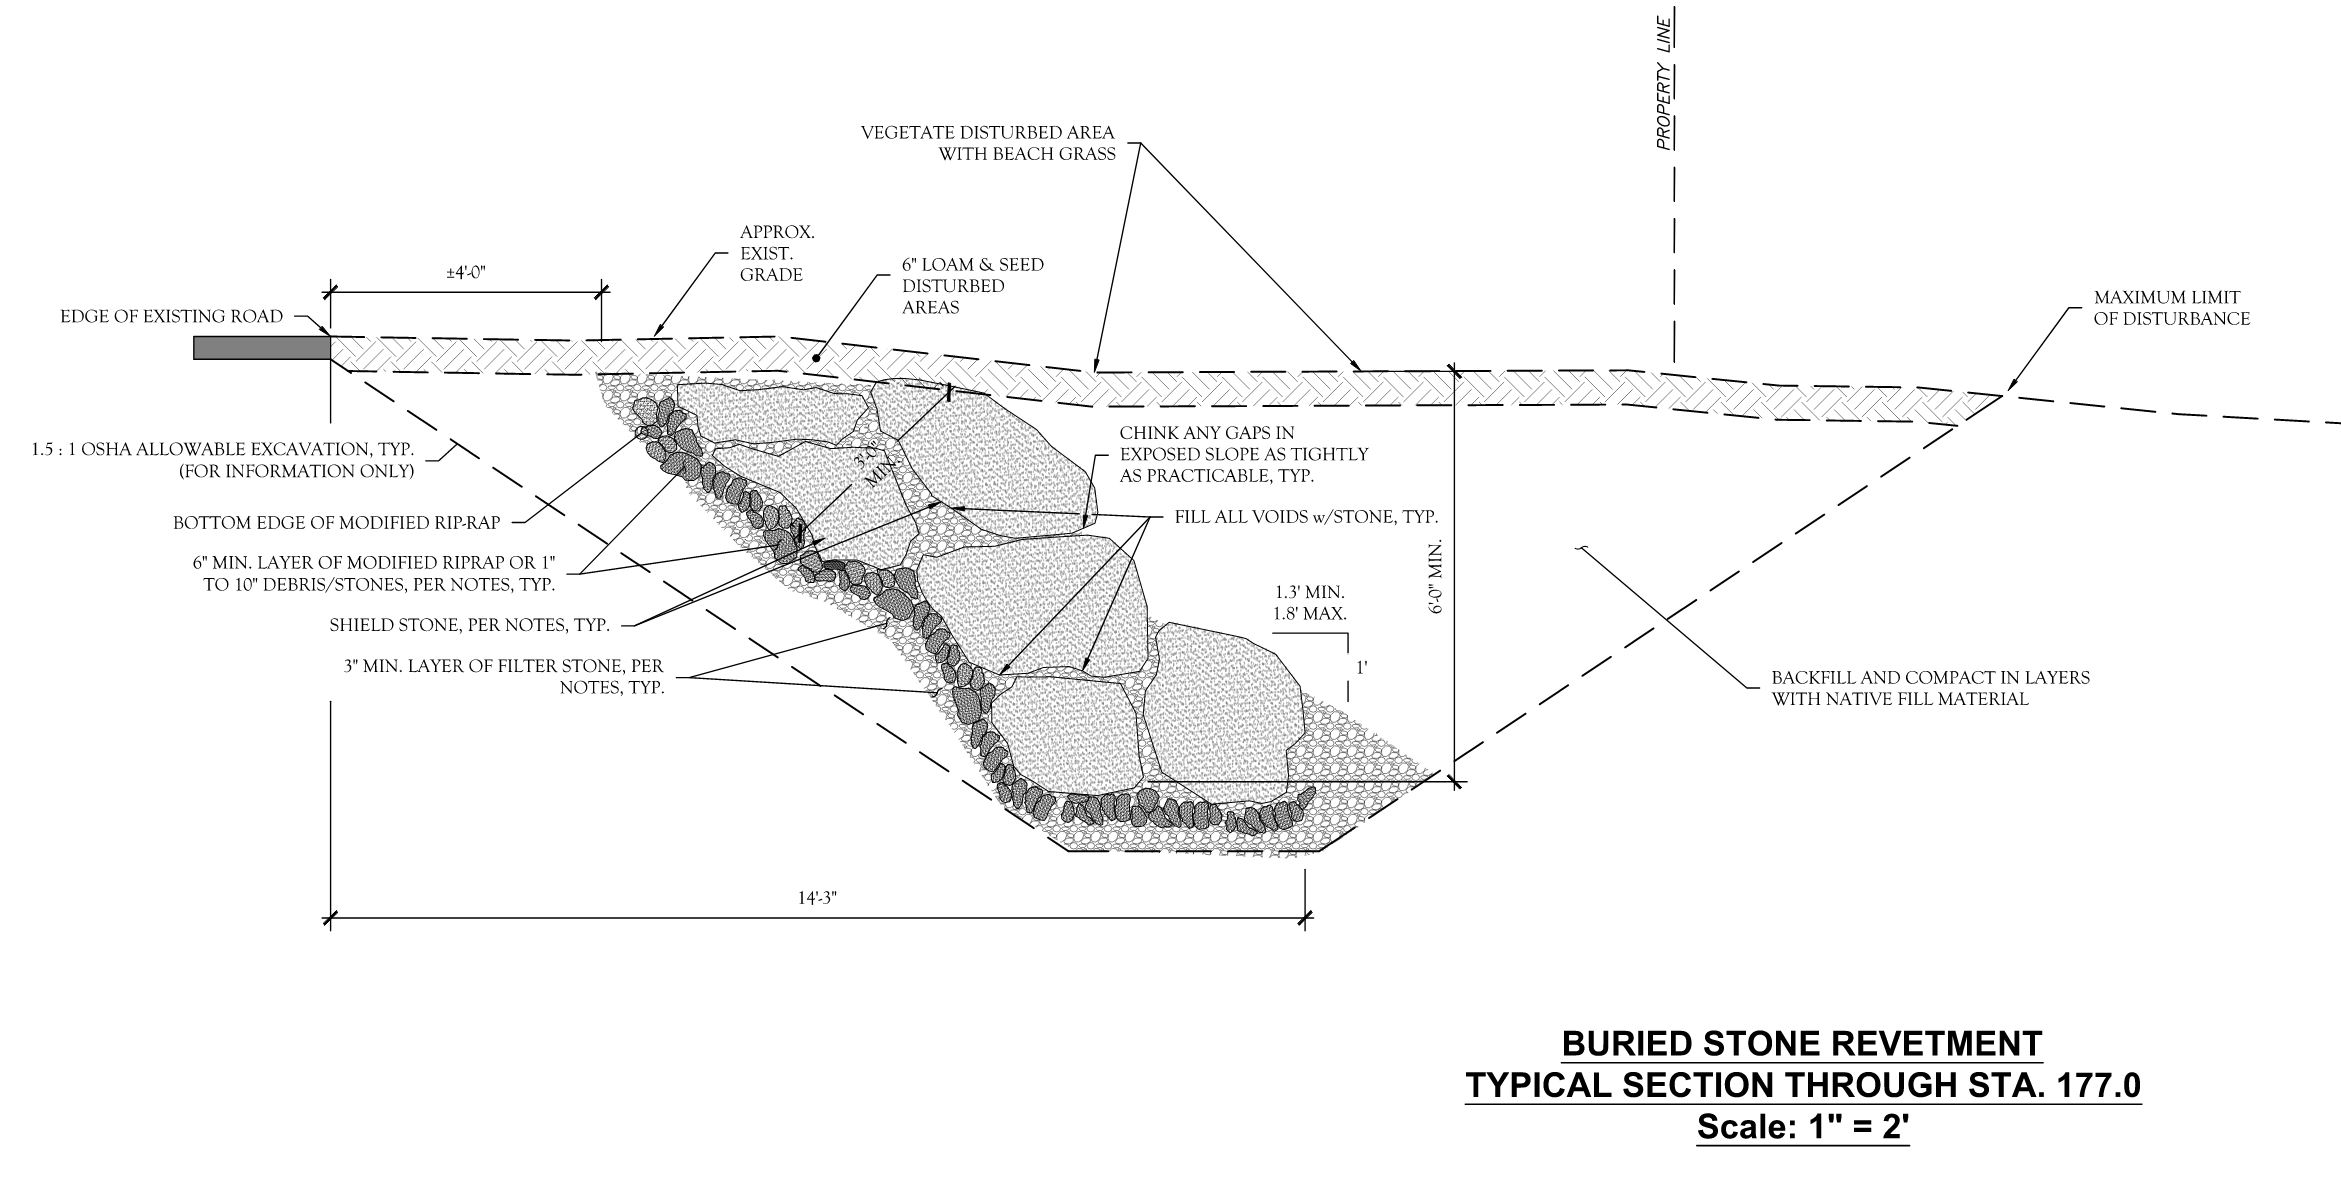 PROPERTY LINE
VEGETATE DISTURBED AREA
WITH BEACH GRASS
APPROX.
EXIST.
GRADE
6" LOAM & SEED
DISTURBED
AREAS
±4'-0"
EDGE OF EXISTING ROAD
MAXIMUM LIMIT
OF DISTURBANCE
1.5 : 1 OSHA ALLOWABLE EXCAVATION, TYP.
(FOR INFORMATION ONLY)
3'-0"
MIN.
CHINK ANY GAPS IN
EXPOSED SLOPE AS TIGHTLY
AS PRACTICABLE, TYP.
BOTTOM EDGE OF MODIFIED RIP-RAP
FILL ALL VOIDS w/STONE, TYP.
6" MIN. LAYER OF MODIFIED RIPRAP OR 1"
TO 10" DEBRIS/STONES, PER NOTES, TYP.
6'-0" MIN.
1.3' MIN.
1.8' MAX.
1'
SHIELD STONE, PER NOTES, TYP.
3" MIN. LAYER OF FILTER STONE, PER
NOTES, TYP.
BACKFILL AND COMPACT IN LAYERS
WITH NATIVE FILL MATERIAL
14'-3"
BURIED STONE REVETMENT
TYPICAL SECTION THROUGH STA. 177.0
Scale: 1" = 2'